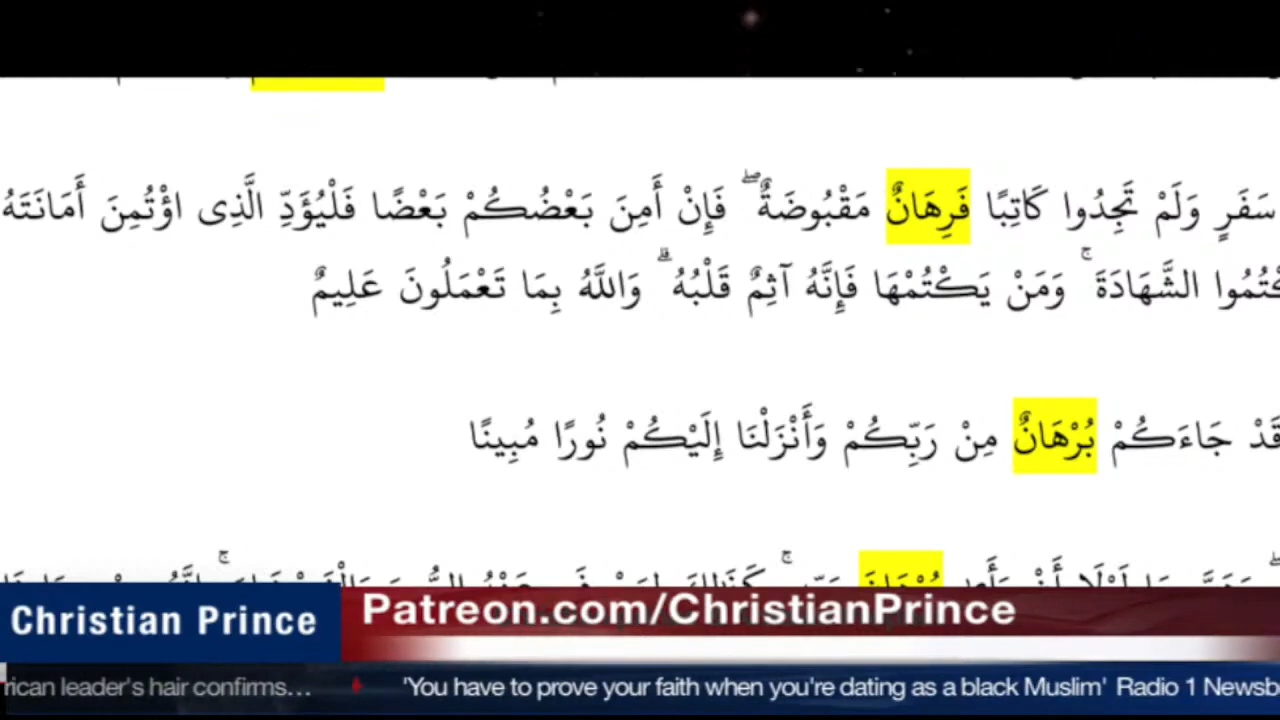 سَفَرٍ وَلَمْ تَجِدُوا كَاتِبًا فَرِهَانٌ مَقْبُوضَةٌ ۖ فَإِنْ أَمِنَ بَعْضُكُمْ بَعْضًا فَلْيُؤَدِّ الَّذِى اؤْتُمِنَ أَمَانَتَهُ
الشَّهَادَةَ ۚ وَمَنْ يَكْتُمْهَا فَإِنَّهُ آثِمٌ قَلْبُهُ ۗ وَاللَّهُ بِمَا تَعْمَلُونَ عَلِيمٌ
قَدْ جَاءَكُمْ بُرْهَانٌ مِنْ رَبِّكُمْ وَأَنْزَلْنَا إِلَيْكُمْ نُورًا مُبِينًا
Christian Prince
Patreon.com/ChristianPrince
rican leader's hair confirms... 'You have to prove your faith when you're dating as a black Muslim' Radio 1 Newsb